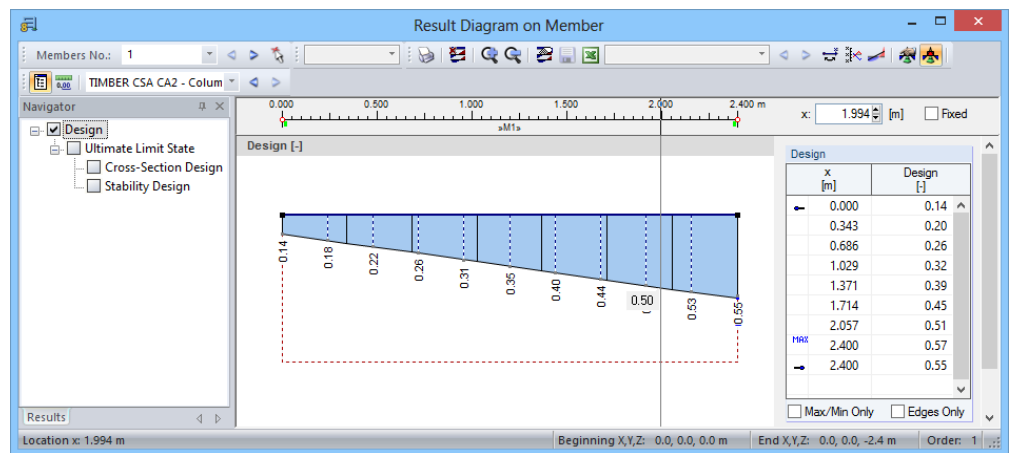 Result Diagram on Member
Members No.: 1
TIMBER CSA CA2 - Colum
Navigator
Design
Ultimate Limit State
Cross-Section Design
Stability Design
Results
0.000 0.500 1.000 1.500 2.000 2.400 m
»M1»
x: 1.994 [m] Fixed
Design [-]
0.14
0.18
0.22
0.26
0.31
0.35
0.40
0.44
0.50
0.53
0.55
Design
x [m] Design [-]
0.000 0.14
0.343 0.20
0.686 0.26
1.029 0.32
1.371 0.39
1.714 0.45
2.057 0.51
MAX 2.400 0.57
2.400 0.55
Max/Min Only Edges Only
Location x: 1.994 m Beginning X,Y,Z: 0.0, 0.0, 0.0 m End X,Y,Z: 0.0, 0.0, -2.4 m Order: 1